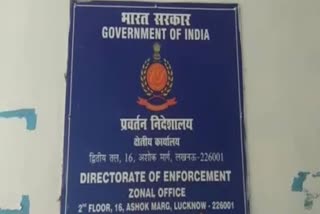 भारत सरकार
GOVERNMENT OF INDIA
प्रवर्तन निदेशालय
क्षेत्रीय कार्यालय
द्वितीय तल, 16, अशोक मार्ग, लखनऊ-226001
DIRECTORATE OF ENFORCEMENT
ZONAL OFFICE
2ND FLOOR, 16, ASHOK MARG, LUCKNOW - 226001